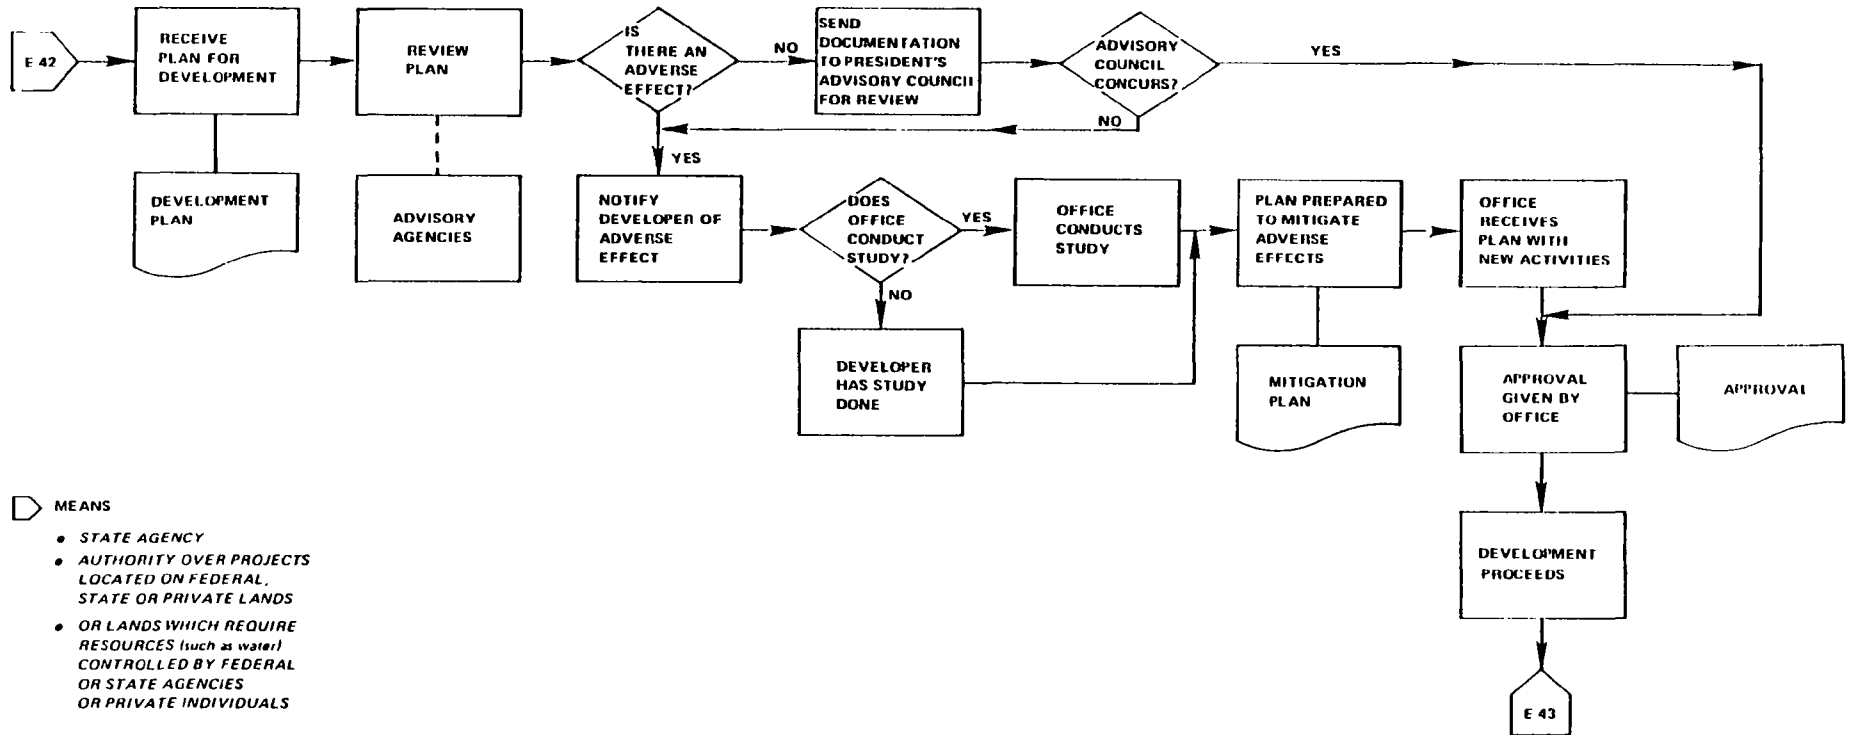 E 42
RECEIVE
PLAN FOR
DEVELOPMENT
REVIEW
PLAN
IS
THERE AN
ADVERSE
EFFECT?
NO
SEND
DOCUMENTATION
TO PRESIDENT'S
ADVISORY COUNCIL
FOR REVIEW
ADVISORY
COUNCIL
CONCURS?
YES
NO
YES
DEVELOPMENT
PLAN
ADVISORY
AGENCIES
NOTIFY
DEVELOPER OF
ADVERSE
EFFECT
DOES
OFFICE
CONDUCT
STUDY?
YES
NO
OFFICE
CONDUCTS
STUDY
PLAN PREPARED
TO MITIGATE
ADVERSE
EFFECTS
OFFICE
RECEIVES
PLAN WITH
NEW ACTIVITIES
DEVELOPER
HAS STUDY
DONE
MITIGATION
PLAN
APPROVAL
GIVEN BY
OFFICE
APPROVAL
DEVELOPMENT
PROCEEDS
E 43
MEANS
• STATE AGENCY
• AUTHORITY OVER PROJECTS
LOCATED ON FEDERAL,
STATE OR PRIVATE LANDS
• OR LANDS WHICH REQUIRE
RESOURCES (such as water)
CONTROLLED BY FEDERAL
OR STATE AGENCIES
OR PRIVATE INDIVIDUALS